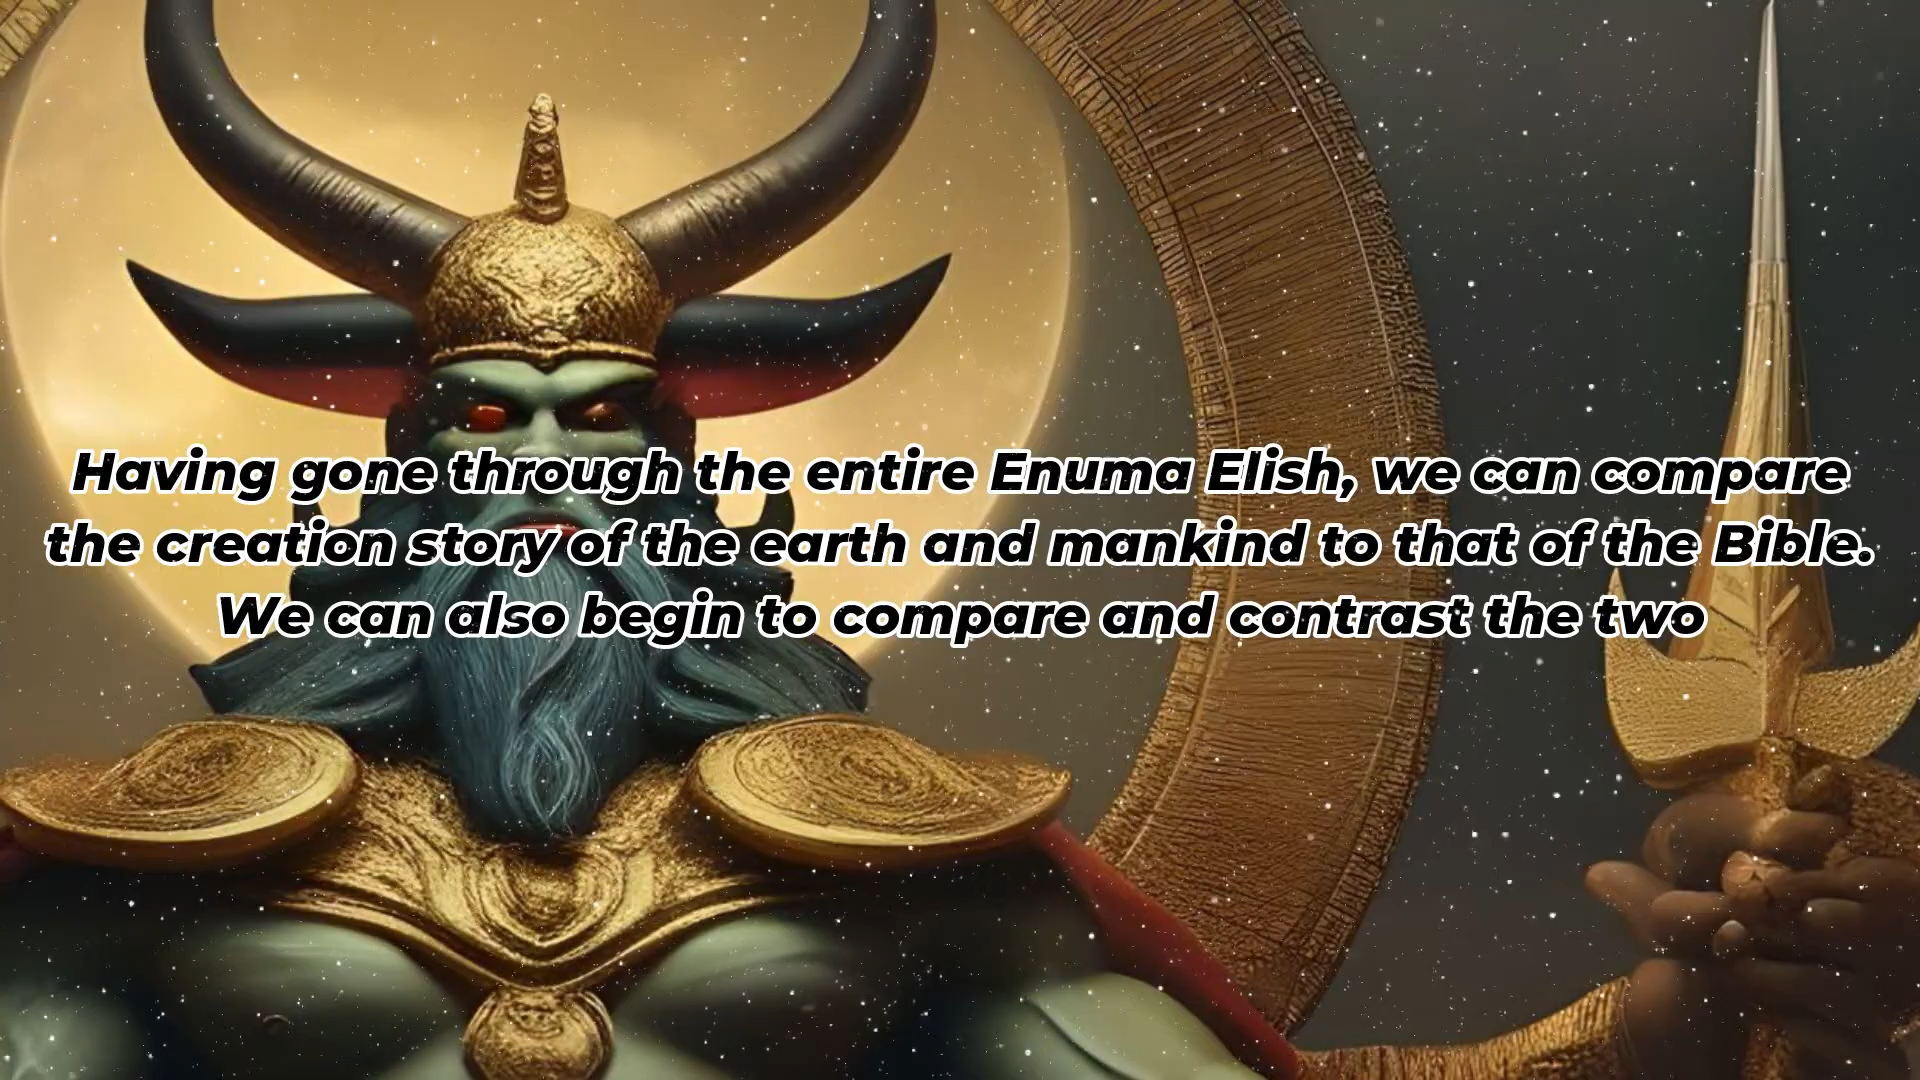 Having gone through the entire Enuma Elish, we can compare
the creation story of the earth and mankind to that of the Bible.
We can also begin to compare and contrast the two